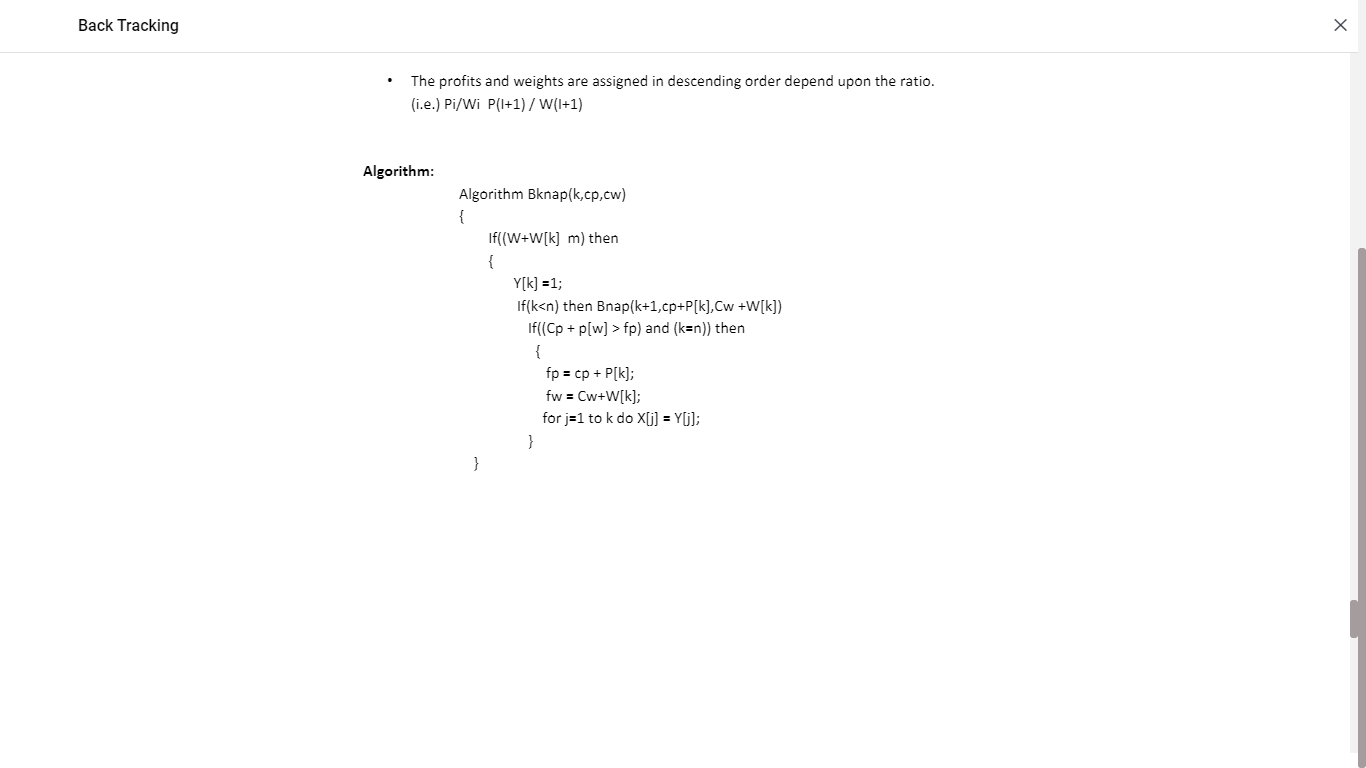 Back Tracking
• The profits and weights are assigned in descending order depend upon the ratio.
(i.e.) Pi/Wi  P(I+1) / W(I+1)
Algorithm:
Algorithm Bknap(k,cp,cw)
{
If((W+W[k]  m) then
{
Y[k] =1;
If(k<n) then Bnap(k+1,cp+P[k],Cw +W[k])
If((Cp + p[w] > fp) and (k=n)) then
{
fp = cp + P[k];
fw = Cw+W[k];
for j=1 to k do X[j] = Y[j];
}
}